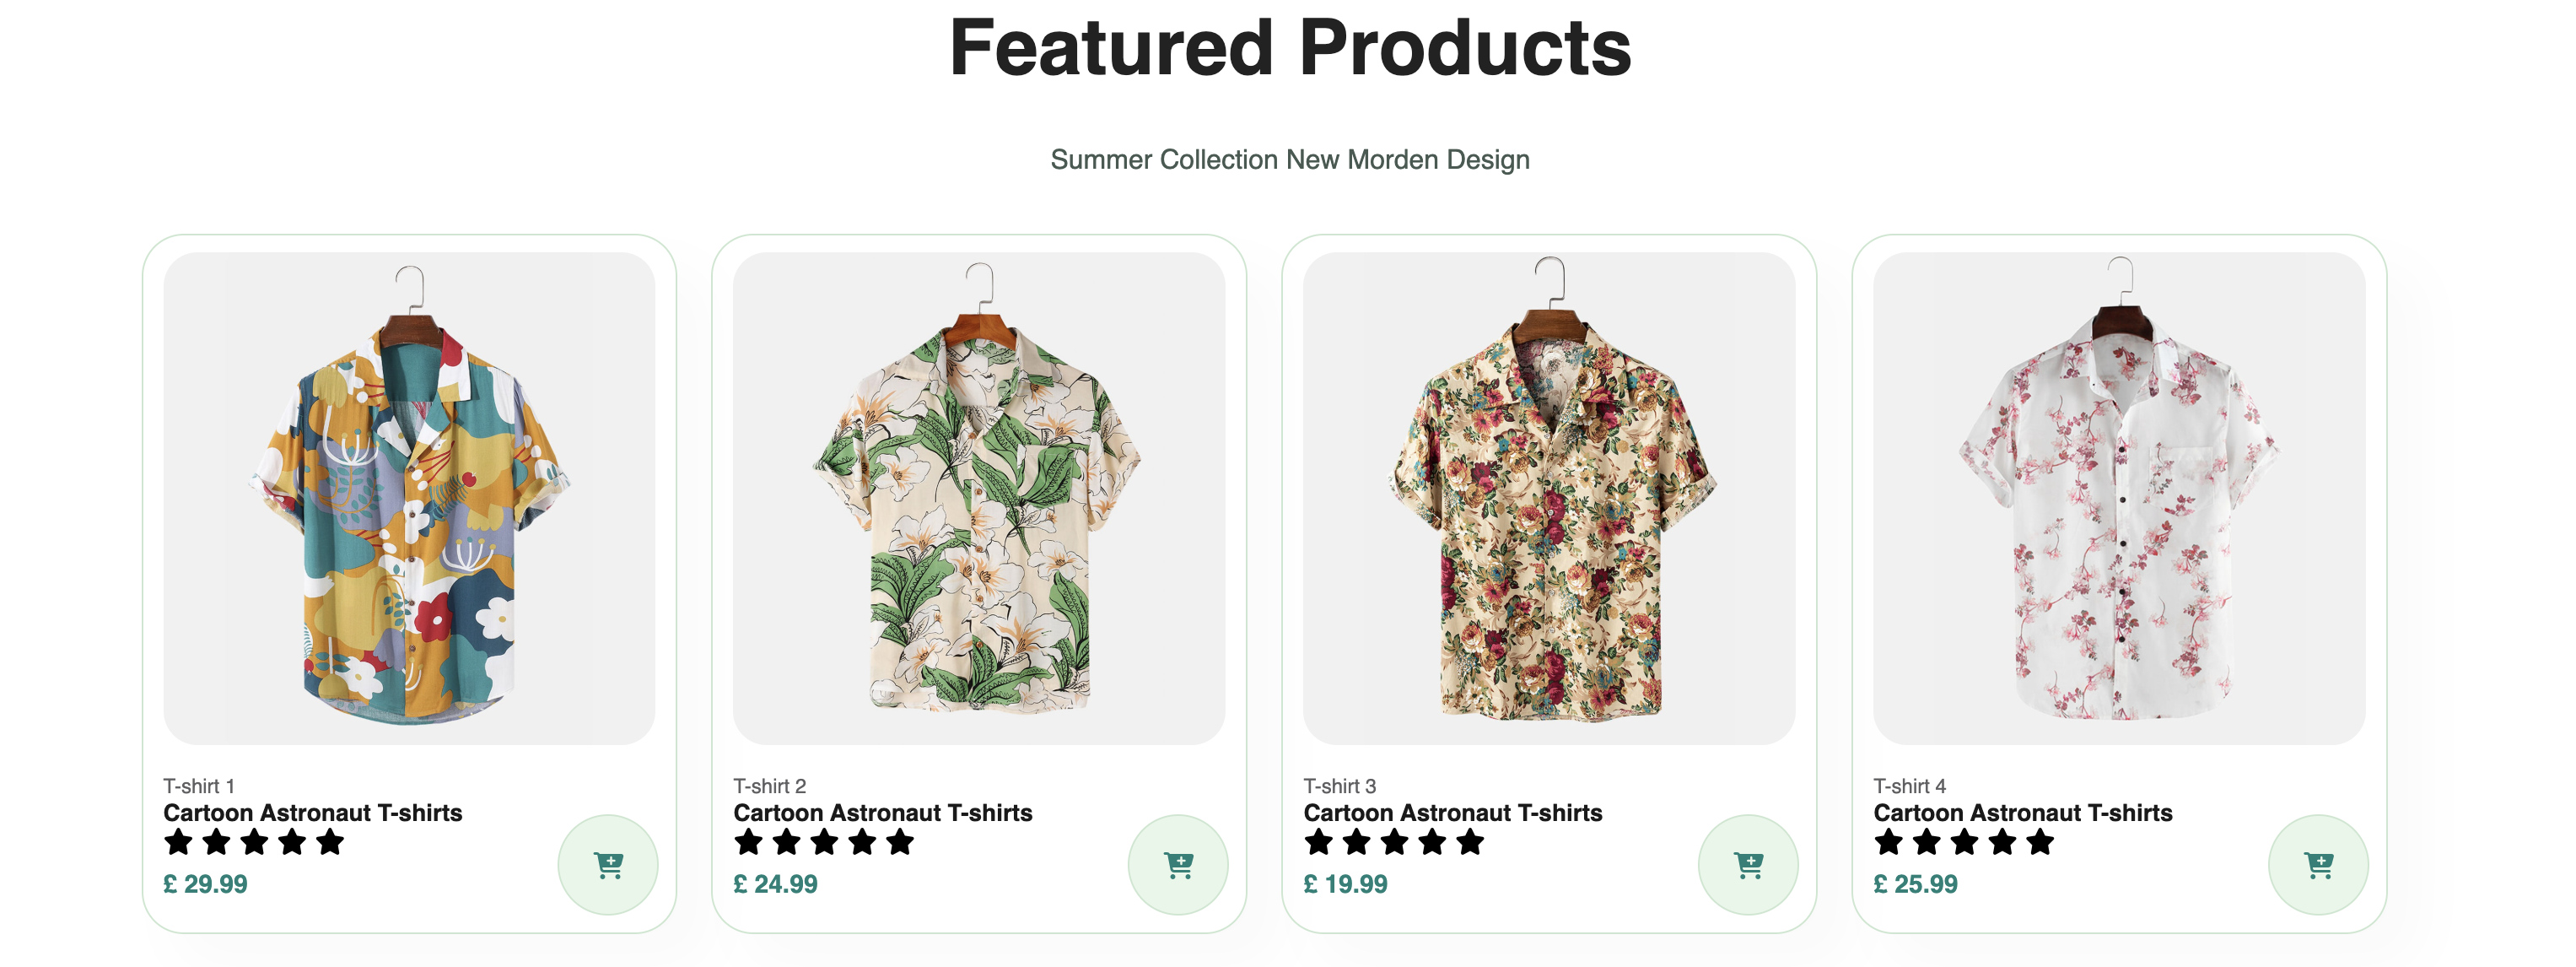 Featured Products
Summer Collection New Morden Design
T-shirt 1
Cartoon Astronaut T-shirts
£ 29.99
T-shirt 2
Cartoon Astronaut T-shirts
£ 24.99
T-shirt 3
Cartoon Astronaut T-shirts
£ 19.99
T-shirt 4
Cartoon Astronaut T-shirts
£ 25.99